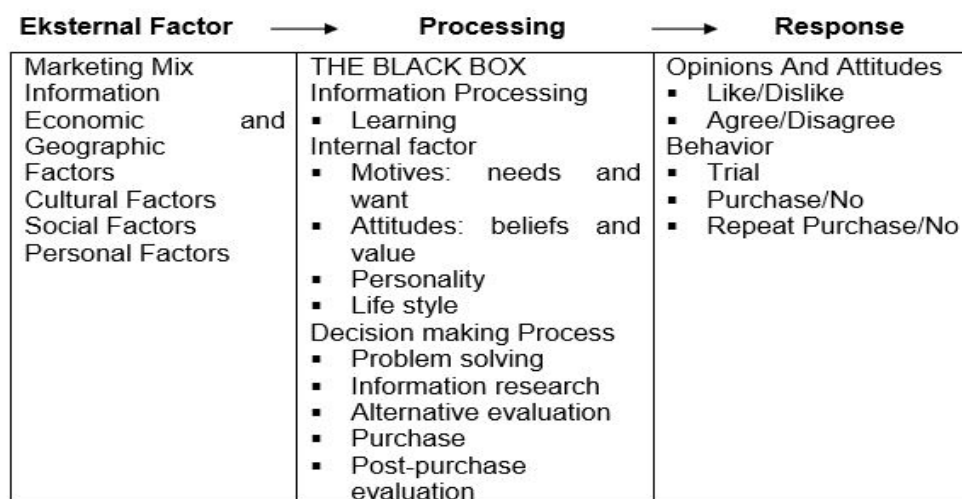 Eksternal Factor → Processing → Response
Marketing Mix
Information
Economic and
Geographic
Factors
Cultural Factors
Social Factors
Personal Factors
THE BLACK BOX
Information Processing
▪ Learning
Internal factor
▪ Motives: needs and
want
▪ Attitudes: beliefs and
value
▪ Personality
▪ Life style
Decision making Process
▪ Problem solving
▪ Information research
▪ Alternative evaluation
▪ Purchase
▪ Post-purchase
evaluation
Opinions And Attitudes
▪ Like/Dislike
▪ Agree/Disagree
Behavior
▪ Trial
▪ Purchase/No
▪ Repeat Purchase/No